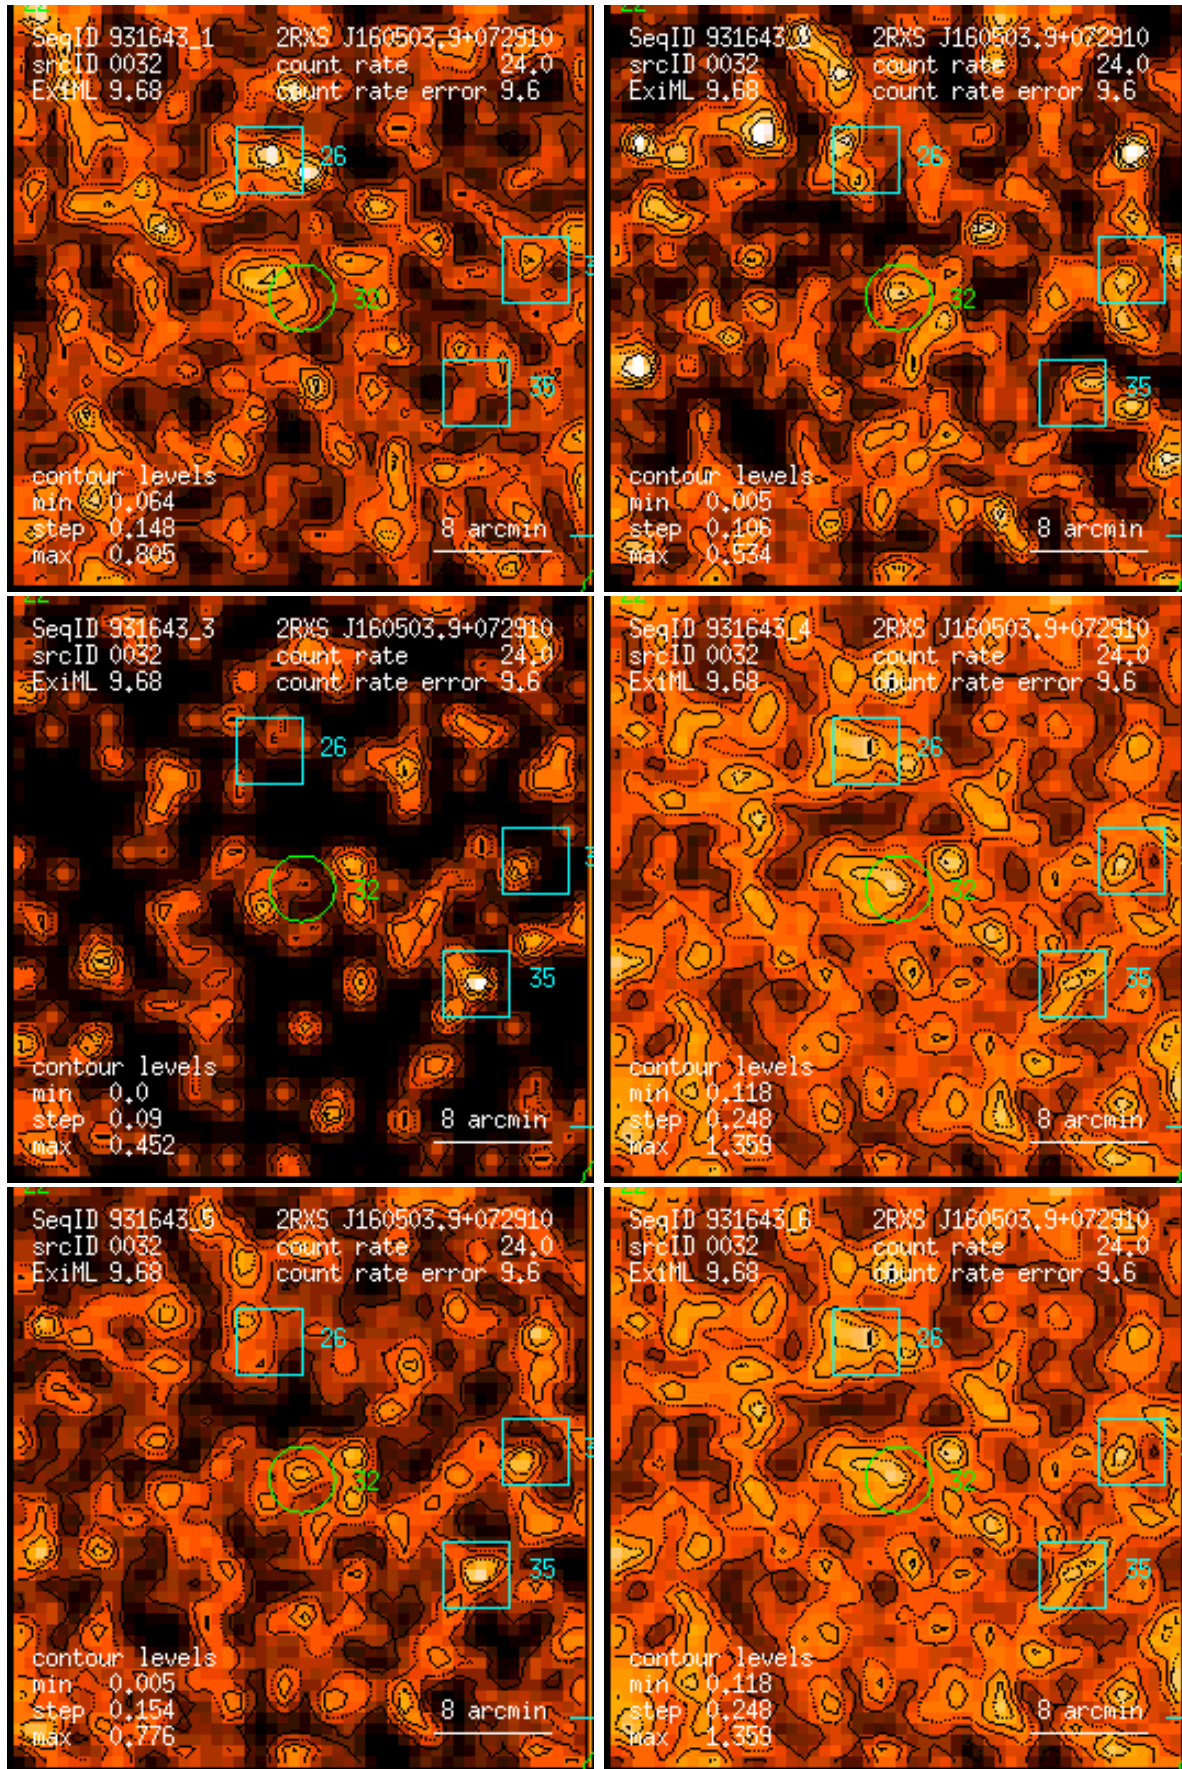 22
SeqID 931643_1 2RXS J160503.9+072910
srcID 0032 count rate 24.0
ExiML 9.68 count rate error 9.6
26
32
35
contour levels
min 0.064
step 0.148
max 0.805
8 arcmin
22
SeqID 931643_2 2RXS J160503.9+072910
srcID 0032 count rate 24.0
ExiML 9.68 count rate error 9.6
26
32
35
contour levels
min 0.005
step 0.106
max 0.534
8 arcmin
22
SeqID 931643_3 2RXS J160503.9+072910
srcID 0032 count rate 24.0
ExiML 9.68 count rate error 9.6
26
32
35
contour levels
min 0.0
step 0.09
max 0.452
8 arcmin
22
SeqID 931643_4 2RXS J160503.9+072910
srcID 0032 count rate 24.0
ExiML 9.68 count rate error 9.6
26
32
35
contour levels
min 0.118
step 0.248
max 1.359
8 arcmin
22
SeqID 931643_5 2RXS J160503.9+072910
srcID 0032 count rate 24.0
ExiML 9.68 count rate error 9.6
26
32
35
contour levels
min 0.005
step 0.154
max 0.776
8 arcmin
22
SeqID 931643_6 2RXS J160503.9+072910
srcID 0032 count rate 24.0
ExiML 9.68 count rate error 9.6
26
32
35
contour levels
min 0.118
step 0.248
max 1.359
8 arcmin